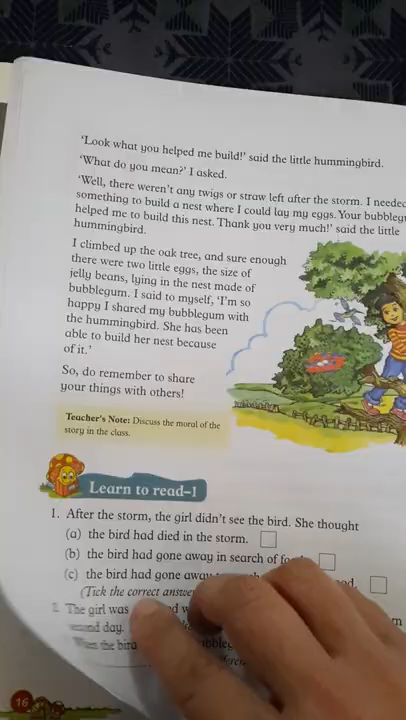 'Look what you helped me build!' said the little hummingbird.
'What do you mean?' I asked.
'Well, there weren't any twigs or straw left after the storm. I needed
something to build a nest where I could lay my eggs. Your
helped me to build this nest. Thank you very much!' said the little
hummingbird.
I climbed up the oak tree, and sure enough
there were two little eggs, the size of
jelly beans, lying in the nest made of
bubblegum. I said to myself, 'I'm so
happy I shared my bubblegum with
the hummingbird. She has been
able to build her nest because
of it.'
So, do remember to share
your things with others!
Teacher's Note: Discuss the moral of the
story in the class.
Learn to read–1
1. After the storm, the girl didn't see the bird. She thought
(a) the bird had died in the storm.
(b) the bird had gone away in search of
(c) the bird had gone away
(Tick the correct answer
2. The girl was
second day.
When the bird
16